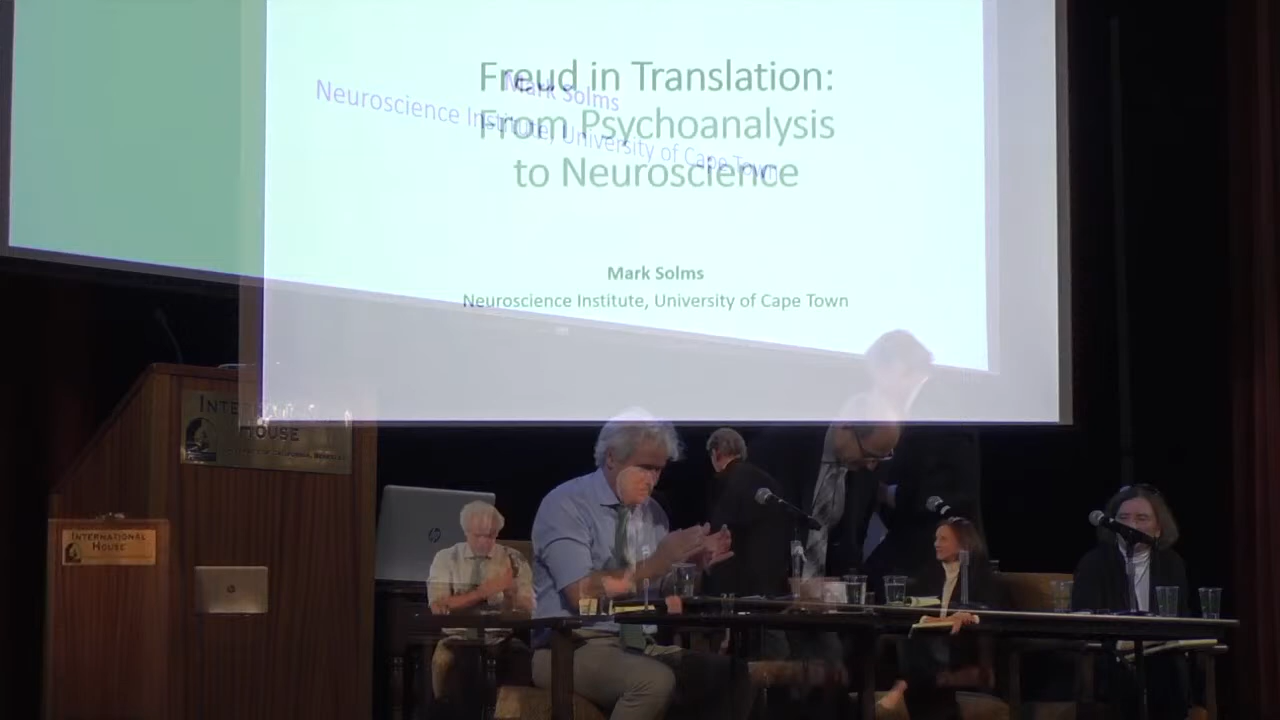 Freud in Translation:
From Psychoanalysis
to Neuroscience
Mark Solms
Neuroscience Institute, University of Cape Town
Mark Solms
Neuroscience Institute, University of Cape Town
INTERNATIONAL
HOUSE
INTERNATIONAL
HOUSE
hp